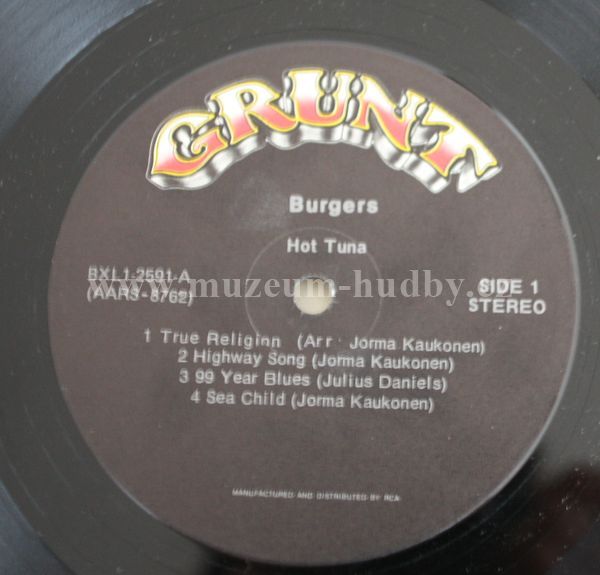 GRUNT
Burgers
Hot Tuna
BXL1-2591-A
(AARS-8762)
SIDE 1
STEREO
www.muzeum-hudby.cz
1 True Religion (Arr Jorma Kaukonen)
2 Highway Song (Jorma Kaukonen)
3 99 Year Blues (Julius Daniels)
4 Sea Child (Jorma Kaukonen)
MANUFACTURED AND DISTRIBUTED BY RCA